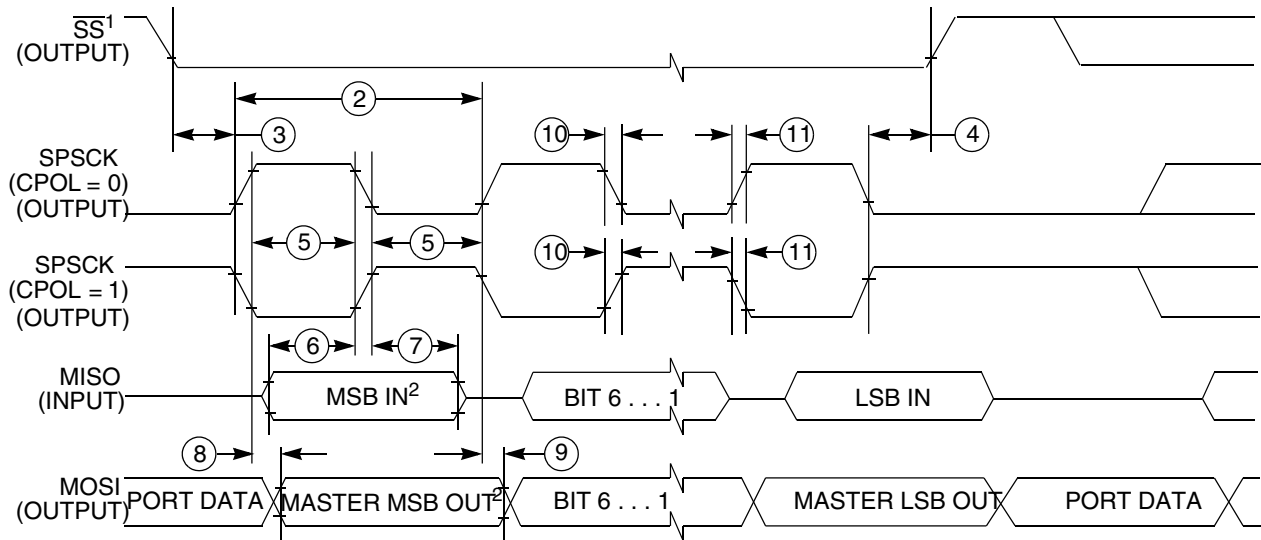 SS¹
(OUTPUT)
2
3
10
11
4
SPSCK
(CPOL = 0)
(OUTPUT)
5
5
SPSCK
(CPOL = 1)
(OUTPUT)
10
11
6
7
MISO
(INPUT)
MSB IN²
BIT 6 . . . 1
LSB IN
8
9
MOSI
(OUTPUT)
PORT DATA
MASTER MSB OUT²
BIT 6 . . . 1
MASTER LSB OUT
PORT DATA